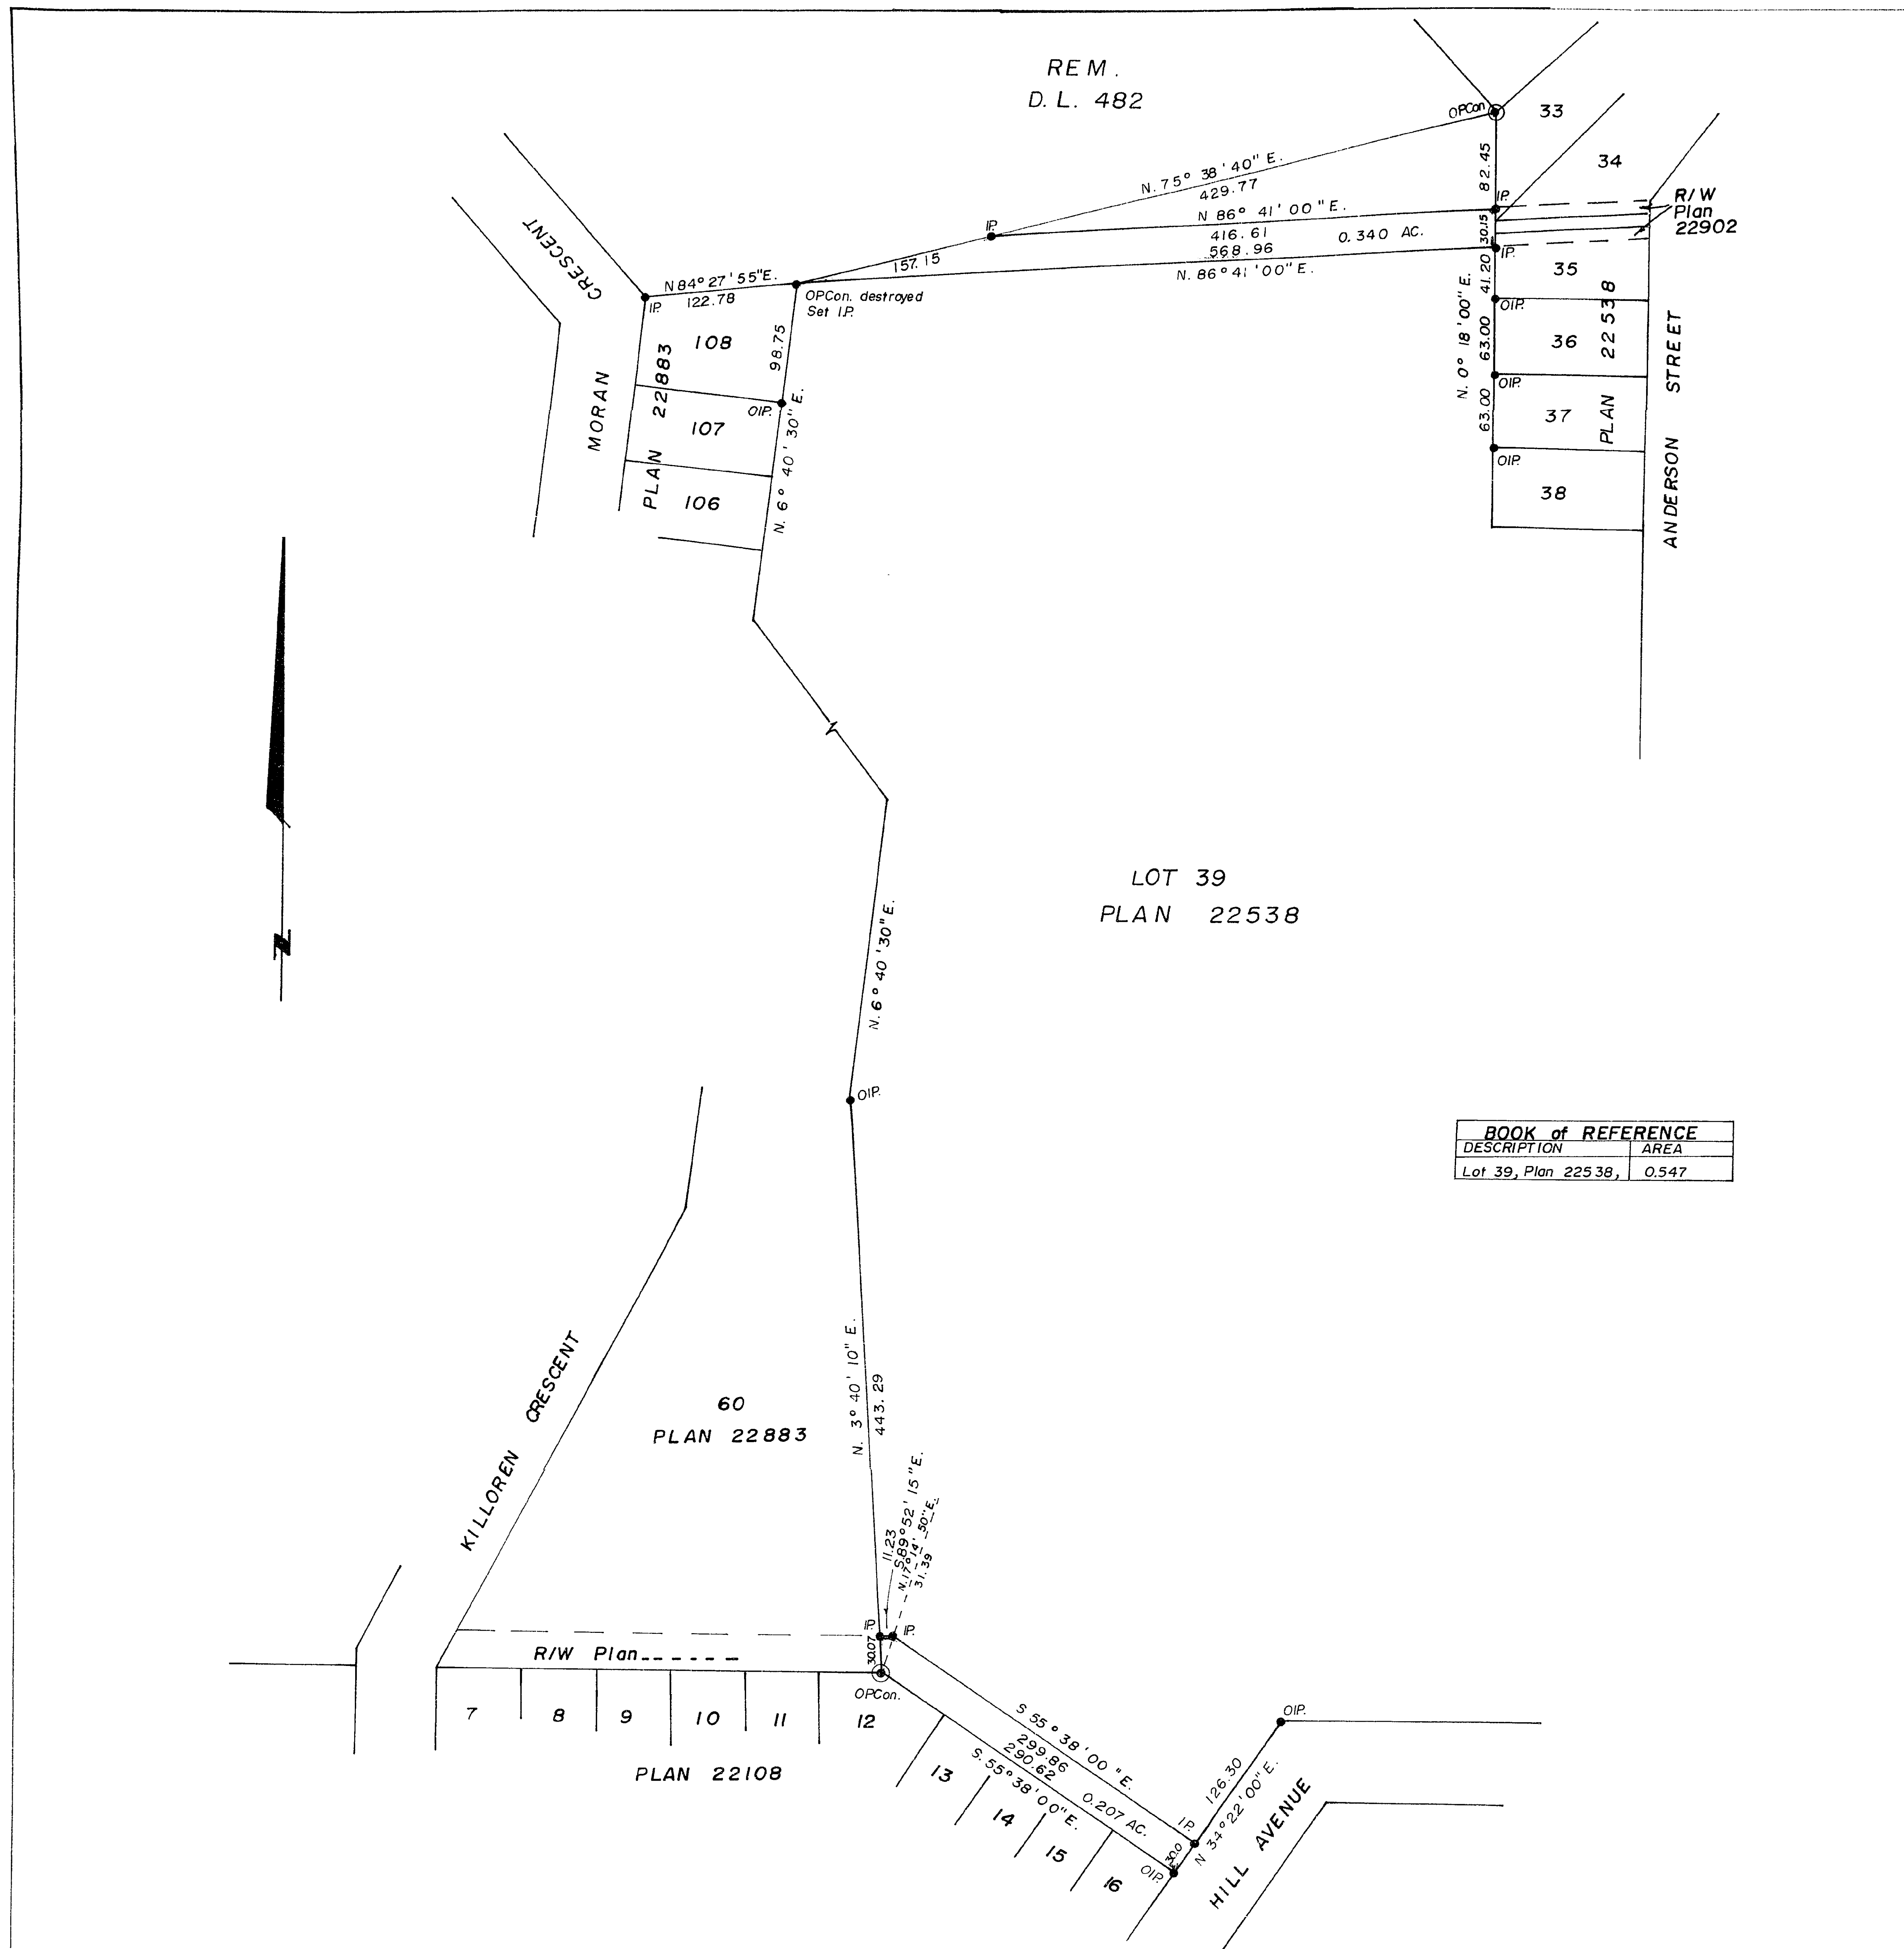 REM.
D. L. 482
OPCon
33
34
82.45
N. 75° 38' 40" E.
429.77
IP.
R/W
Plan
22902
N 86° 41' 00" E.
416.61
0.340 AC.
568.96
N. 86° 41' 00" E.
30.15
IP.
IP.
157.15
CRESCENT
N 84° 27' 55" E.
122.78
IP.
OPCon. destroyed
Set I.P.
35
41.20
OIP.
N. 0° 18' 00" E.
63.00
36
OIP.
63.00
37
OIP.
38
PLAN 22538
ANDERSON STREET
108
98.75
OIP.
107
106
MORAN
PLAN 22883
N. 6° 40' 30" E.
N
LOT 39
PLAN 22538
N. 6° 40' 30" E.
OIP.
BOOK of REFERENCE
DESCRIPTION AREA
Lot 39, Plan 22538, 0.547
KILLOREN CRESCENT
60
PLAN 22883
N. 3° 40' 10" E.
443.29
11.23
S.89° 52' 15" E.
N.17° 14' 50" E.
31.39
IP.
IP.
30.07
R/W Plan------
OPCon.
7
8
9
10
11
12
PLAN 22108
S 55° 38' 00" E.
299.86
290.62
S. 55° 38' 00" E.
0.207 AC.
13
14
15
16
OIP.
126.30
N 34° 22' 00" E.
IP.
30.0
OIP.
HILL AVENUE